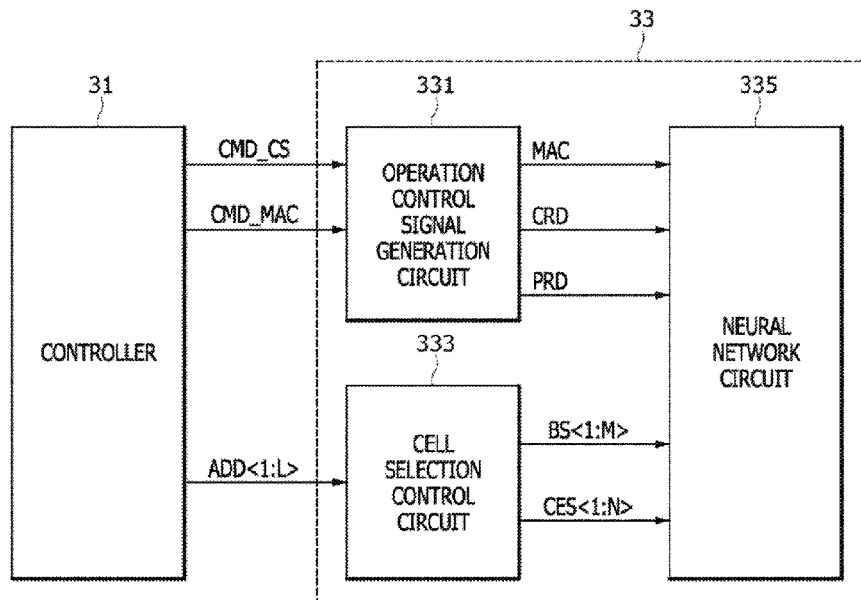 33
31
331
335
CMD_CS
CMD_MAC
OPERATION
CONTROL
SIGNAL
GENERATION
CIRCUIT
MAC
CRD
PRD
CONTROLLER
NEURAL
NETWORK
CIRCUIT
333
ADD<1:L>
CELL
SELECTION
CONTROL
CIRCUIT
BS<1:M>
CES<1:N>